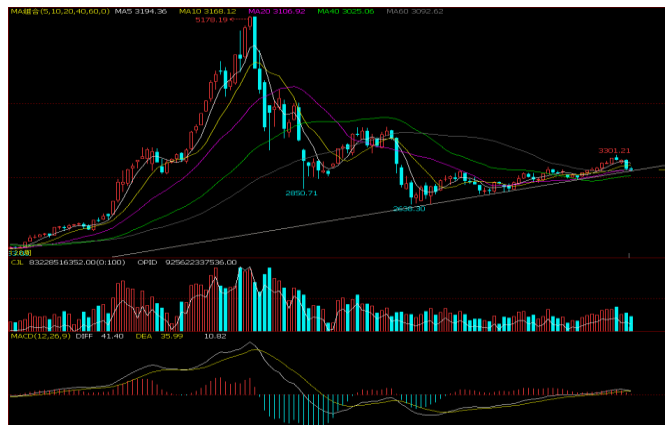 MA组合(5,10,20,40,60,0) MA5 3194.36 MA10 3168.12 MA20 3106.92 MA40 3025.06 MA60 3092.62
5178.19
3301.21
2850.71
2638.30
CJL 83228516352.00(0:100) OPID 925622337536.00
MACD(12,26,9) DIFF 41.40 DEA 35.99 10.82